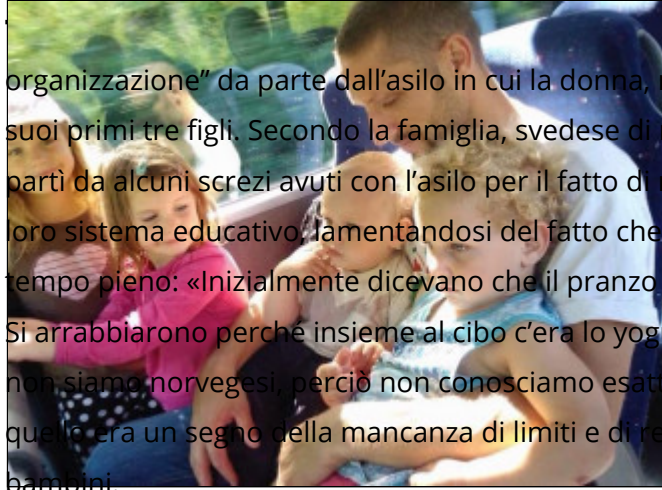 organizzazione” da parte dall’asilo in cui la donna,
suoi primi tre figli. Secondo la famiglia, svedese di
partì da alcuni screzi avuti con l’asilo per il fatto di
loro sistema educativo, lamentandosi del fatto che
tempo pieno: «Inizialmente dicevano che il pranzo
Si arrabbiarono perché insieme al cibo c’era lo yog
non siamo norvegesi, perciò non conosciamo esatt
quello era un segno della mancanza di limiti e di re
bambini.